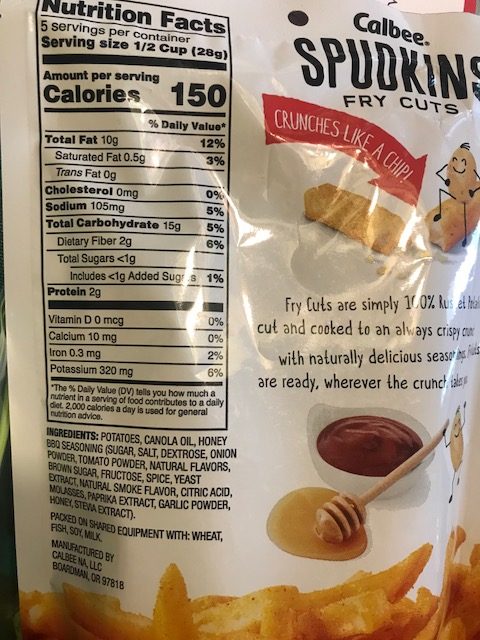 Nutrition Facts
5 servings per container
Serving size 1/2 Cup (28g)
Amount per serving
Calories 150
% Daily Value*
Total Fat 10g 12%
Saturated Fat 0.5g 3%
Trans Fat 0g
Cholesterol 0mg 0%
Sodium 105mg 5%
Total Carbohydrate 15g 5%
Dietary Fiber 2g 6%
Total Sugars <1g
Includes <1g Added Sugars 1%
Protein 2g
Vitamin D 0 mcg 0%
Calcium 10 mg 0%
Iron 0.3 mg 2%
Potassium 320 mg 6%
*The % Daily Value (DV) tells you how much a
nutrient in a serving of food contributes to a daily
diet. 2,000 calories a day is used for general
nutrition advice.
INGREDIENTS: POTATOES, CANOLA OIL, HONEY
BBQ SEASONING (SUGAR, SALT, DEXTROSE, ONION
POWDER, TOMATO POWDER, NATURAL FLAVORS,
BROWN SUGAR, FRUCTOSE, SPICE, YEAST
EXTRACT, NATURAL SMOKE FLAVOR, CITRIC ACID,
MOLASSES, PAPRIKA EXTRACT, GARLIC POWDER,
HONEY, STEVIA EXTRACT).
PACKED ON SHARED EQUIPMENT WITH: WHEAT,
FISH, SOY, MILK.
MANUFACTURED BY
CALBEE NA, LLC
BOARDMAN, OR 97818
Calbee®
SPUDKINS
FRY CUTS
CRUNCHES LIKE A CHIP!
Fry Cuts are simply 100% Russet
cut and cooked to an always crispy
with naturally delicious seasonings.
are ready, wherever the crunch takes